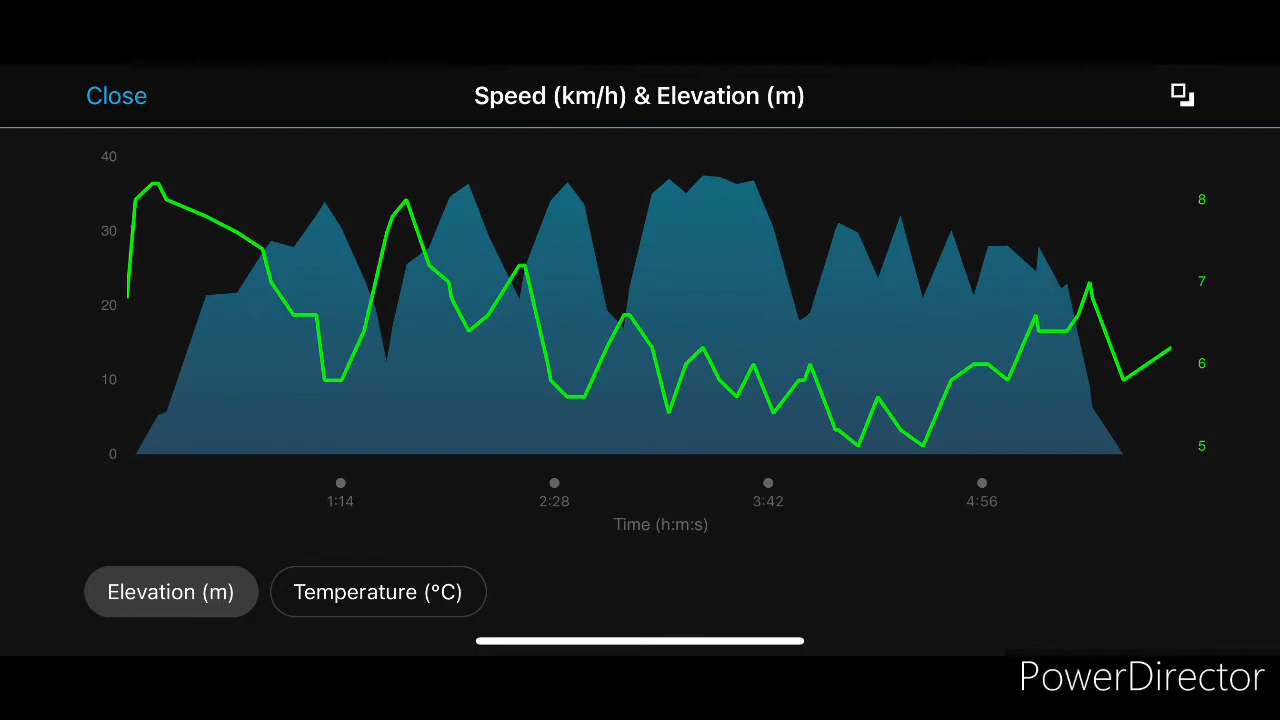 Close
Speed (km/h) & Elevation (m)
40
30
20
10
0
8
7
6
5
1:14
2:28
3:42
4:56
Time (h:m:s)
Elevation (m)
Temperature (°C)
PowerDirector